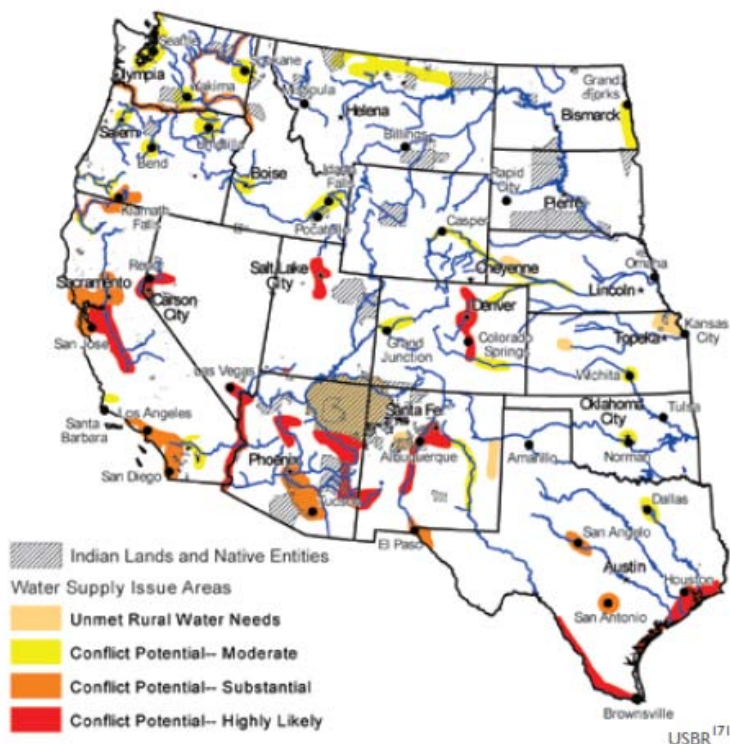 Seattle
Spokane
Olympia
Yakima
Missoula
Helena
Grand
Forks
Bismarck
Salem
Umatilla
Bend
Billings
Boise
Idaho
Falls
Rapid
City
Pierre
Klamath
Falls
Pocatello
Casper
Reno
Salt Lake
City
Cheyenne
Omaha
Lincoln
Sacramento
Carson
City
Denver
San Jose
Grand
Junction
Colorado
Springs
Topeka
Kansas
City
Las Vegas
Wichita
Santa Fe
Oklahoma
City
Tulsa
Santa
Barbara
Los Angeles
Albuquerque
Amarillo
Norman
San Diego
Phoenix
Tucson
Dallas
El Paso
San Angelo
Austin
Houston
San Antonio
Brownsville
Indian Lands and Native Entities
Water Supply Issue Areas
Unmet Rural Water Needs
Conflict Potential-- Moderate
Conflict Potential-- Substantial
Conflict Potential-- Highly Likely
USBR171